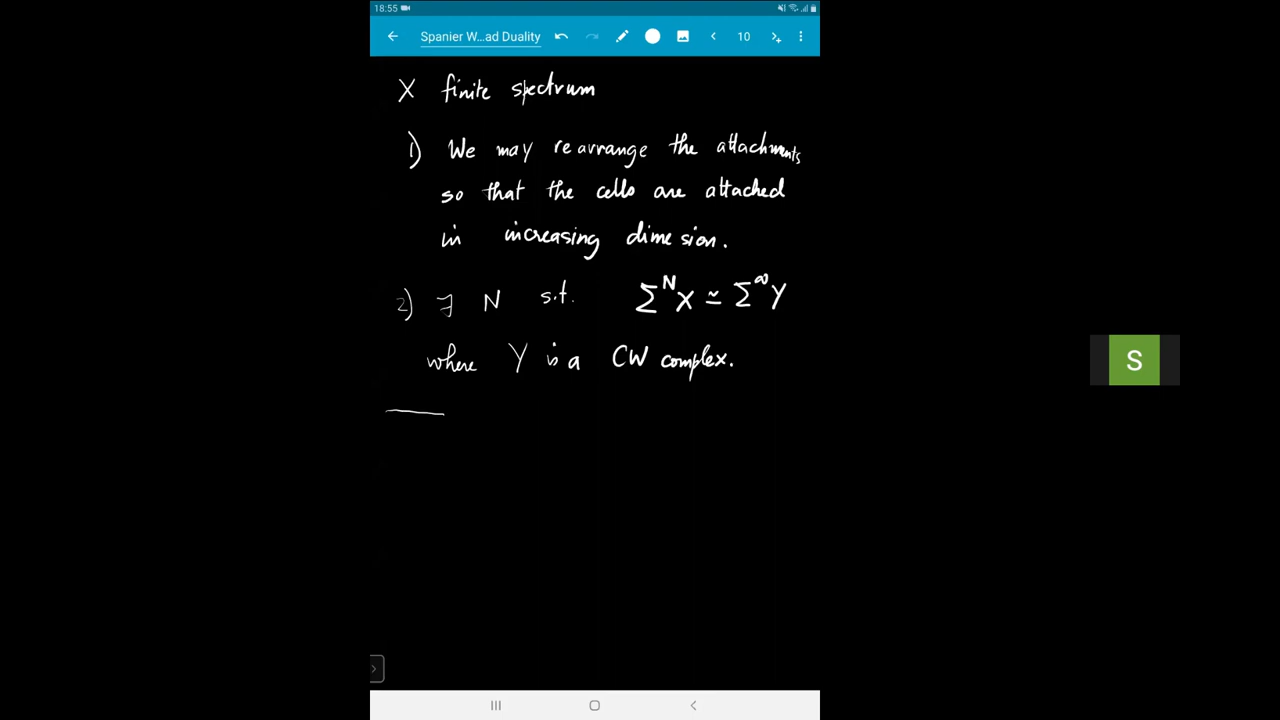 18:55
Spanier W...ad Duality
10
X finite spectrum
1) We may rearrange the attachments
so that the cells are attached
in increasing dimesion.
2) ∃ N s.t. Σ^N X ≃ Σ^∞ Y
where Y is a CW complex.
S